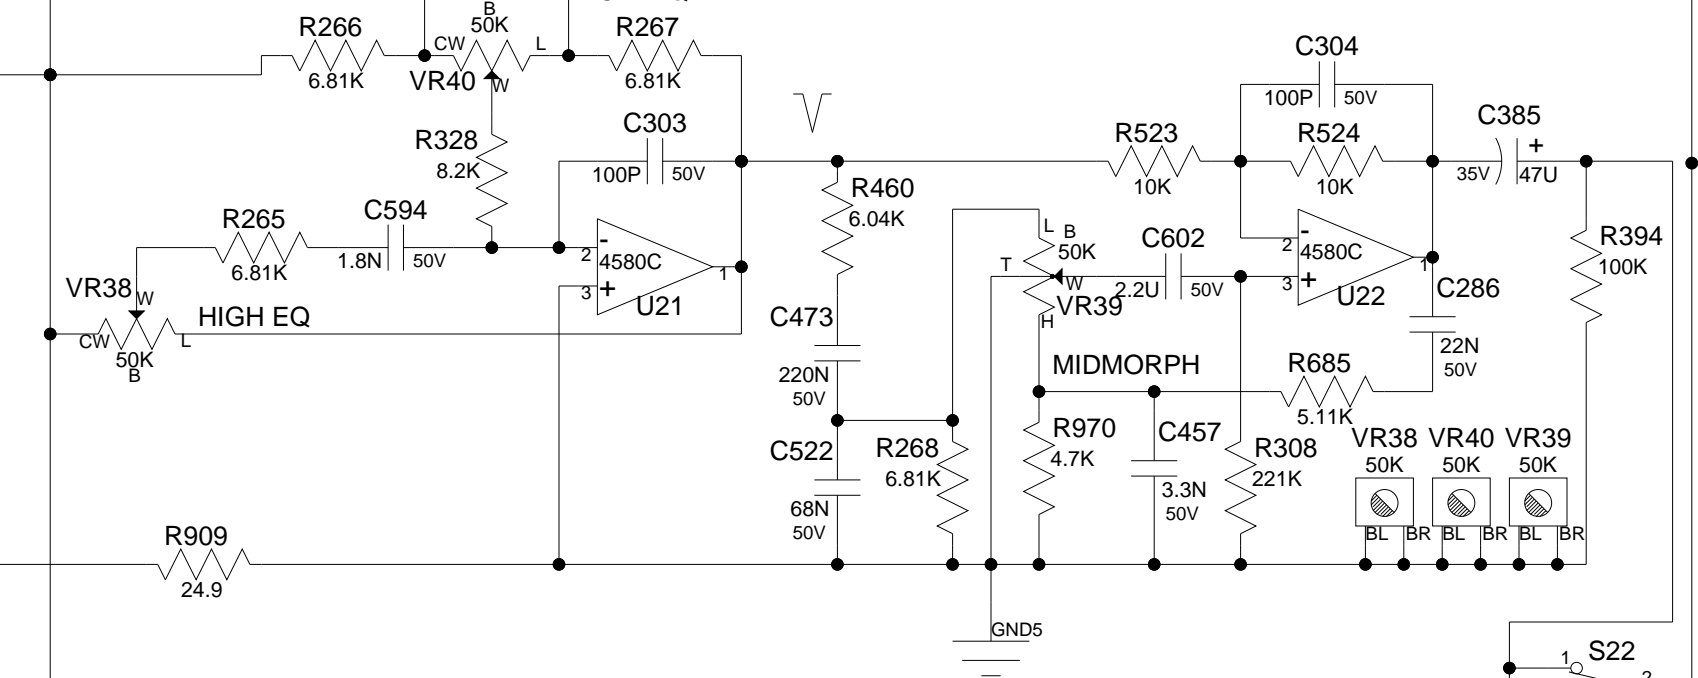 R266
6.81K
B
50K
CW
L
VR40
W
R267
6.81K
R328
8.2K
C303
100P
50V
R265
6.81K
C594
1.8N
50V
VR38
W
CW
50K
B
L
HIGH EQ
-
2
4580C
3
+
1
U21
R460
6.04K
C473
220N
50V
C522
68N
50V
R268
6.81K
R909
24.9
L
B
50K
T
W
VR39
H
C602
2.2U
50V
MIDMORPH
R970
4.7K
C457
3.3N
50V
R308
221K
R523
10K
C304
100P
50V
R524
10K
-
2
4580C
3
+
1
U22
C385
35V
+
47U
C286
22N
50V
R685
5.11K
R394
100K
VR38 VR40 VR39
50K 50K 50K
BL BR BL BR BL BR
GND5
1
S22
2